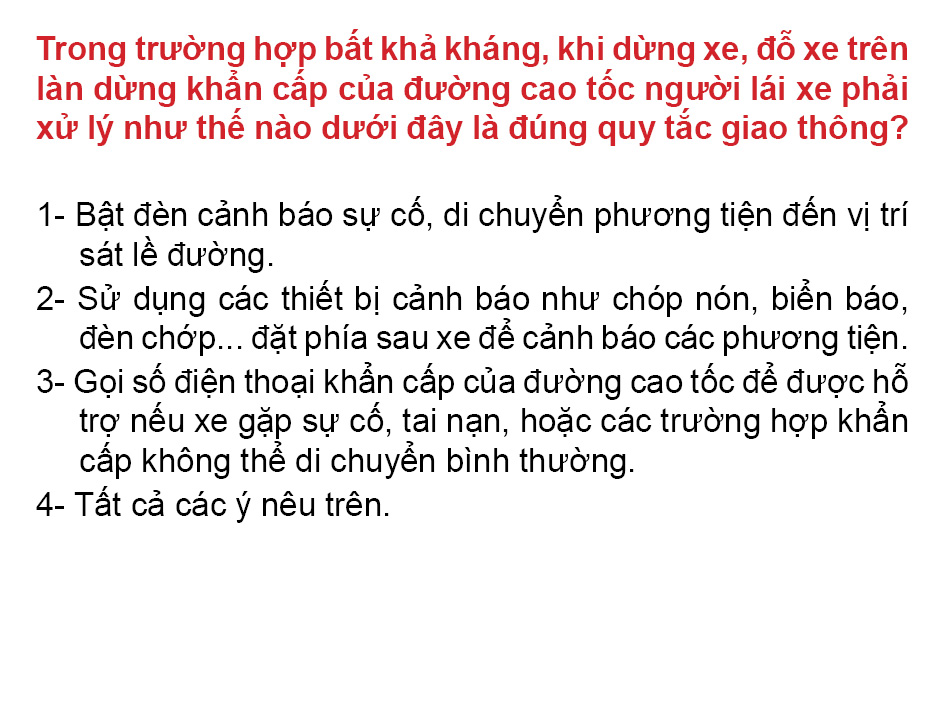 Trong trường hợp bất khả kháng, khi dừng xe, đỗ xe trên
làn dừng khẩn cấp của đường cao tốc người lái xe phải
xử lý như thế nào dưới đây là đúng quy tắc giao thông?
1- Bật đèn cảnh báo sự cố, di chuyển phương tiện đến vị trí
sát lề đường.
2- Sử dụng các thiết bị cảnh báo như chóp nón, biển báo,
đèn chớp... đặt phía sau xe để cảnh báo các phương tiện.
3- Gọi số điện thoại khẩn cấp của đường cao tốc để được hỗ
trợ nếu xe gặp sự cố, tai nạn, hoặc các trường hợp khẩn
cấp không thể di chuyển bình thường.
4- Tất cả các ý nêu trên.